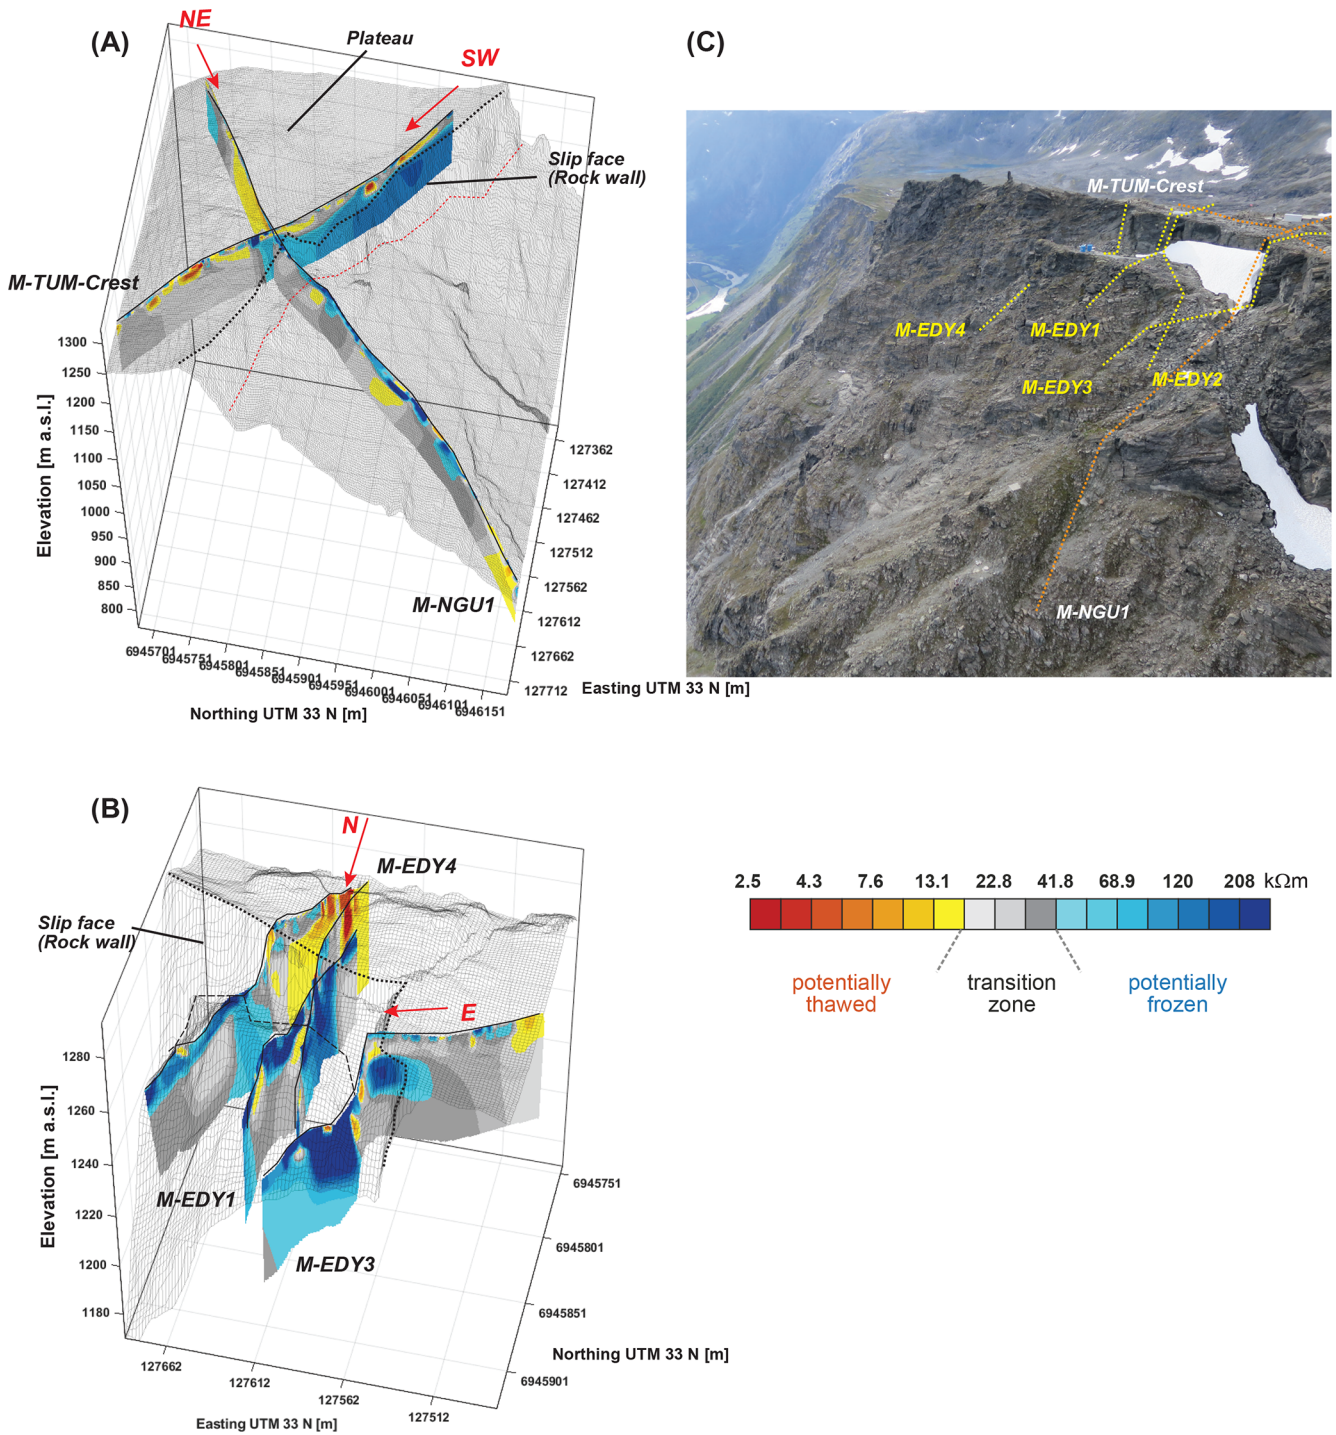 (A)
NE
Plateau
SW
Slip face
(Rock wall)
M-TUM-Crest
M-NGU1
1300
1250
1200
1150
1100
1050
1000
950
900
850
800
Elevation [m a.s.l.]
6945701
6945751
6945801
6945851
6945901
6945951
6946001
6946051
6946101
6946151
Northing UTM 33 N [m]
127362
127412
127462
127512
127562
127612
127662
127712
Easting UTM 33 N [m]
(C)
M-TUM-Crest
M-EDY4
M-EDY1
M-EDY3
M-EDY2
M-NGU1
(B)
N
M-EDY4
Slip face
(Rock wall)
E
M-EDY1
M-EDY3
1280
1260
1240
1220
1200
1180
Elevation [m a.s.l.]
127662
127612
127562
127512
Easting UTM 33 N [m]
6945751
6945801
6945851
6945901
Northing UTM 33 N [m]
2.5 4.3 7.6 13.1 22.8 41.8 68.9 120 208 kΩm
potentially
thawed
transition
zone
potentially
frozen